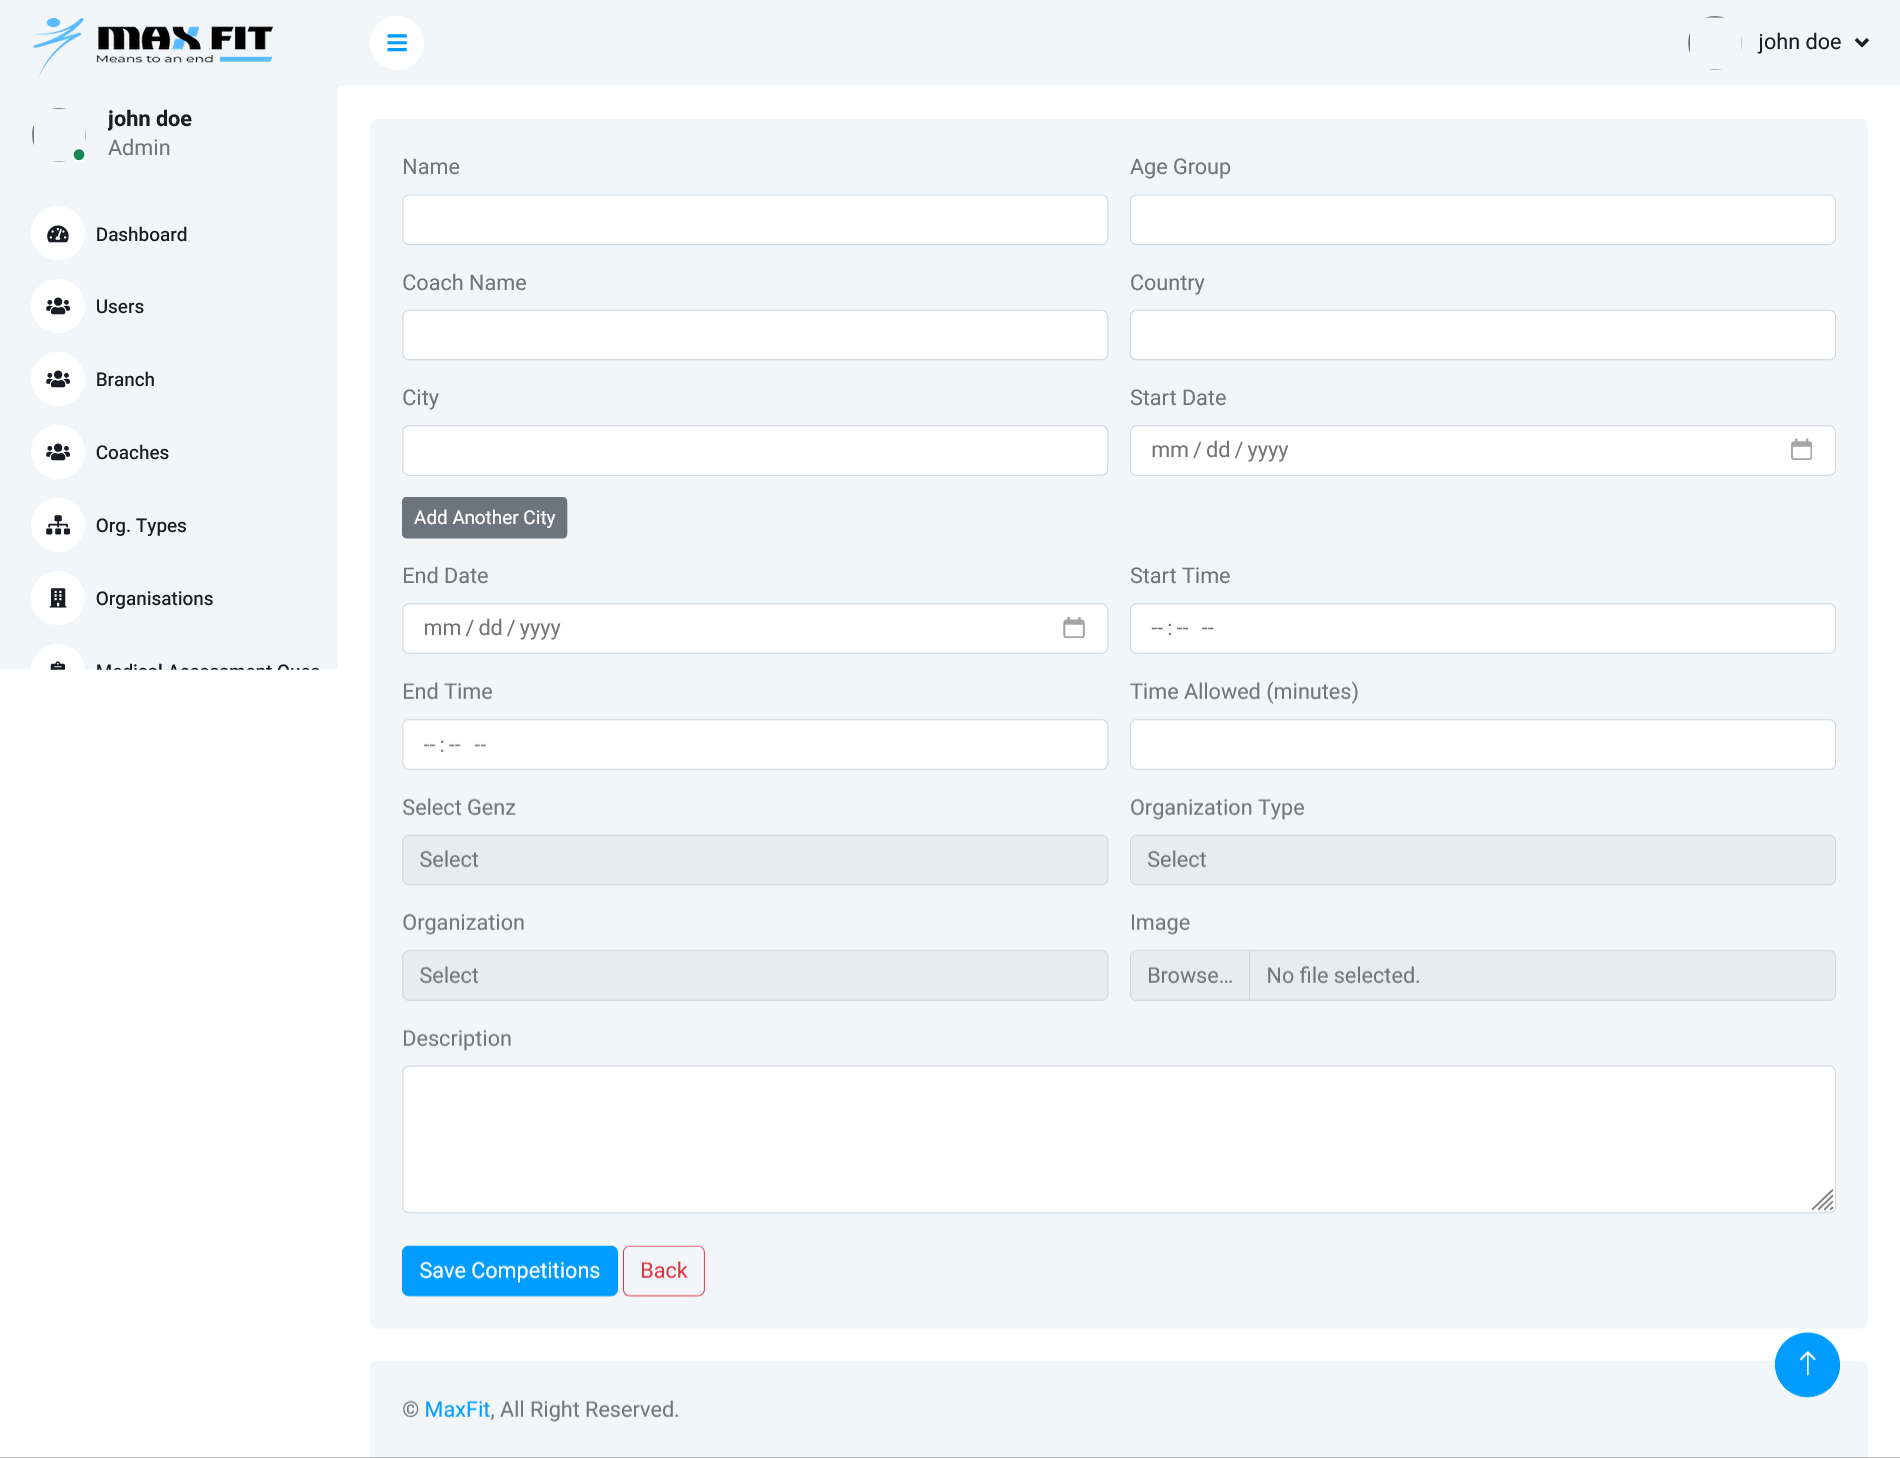 MAX FIT
Means to an end
john doe
john doe
Admin
Dashboard
Users
Branch
Coaches
Org. Types
Organisations
Medical Assessment Ques
Name
Age Group
Coach Name
Country
City
Start Date
mm / dd / yyyy
Add Another City
End Date
Start Time
mm / dd / yyyy
-- : -- --
End Time
Time Allowed (minutes)
-- : -- --
Select Genz
Organization Type
Select
Select
Organization
Image
Select
Browse... No file selected.
Description
Save Competitions
Back
© MaxFit, All Right Reserved.